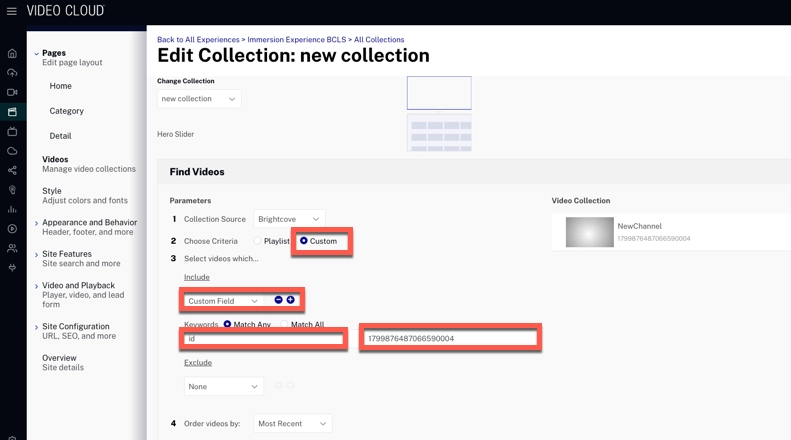 VIDEO CLOUD
Back to All Experiences > Immersion Experience BCLS > All Collections
Edit Collection: new collection
Pages
Edit page layout
Home
Category
Detail
Videos
Manage video collections
Style
Adjust colors and fonts
Appearance and Behavior
Header, footer, and more
Site Features
Site search and more
Video and Playback
Player, video, and lead
form
Site Configuration
URL, SEO, and more
Overview
Site details
Change Collection
new collection
Hero Slider
Find Videos
Parameters
1 Collection Source Brightcove
2 Choose Criteria Playlist Custom
3 Select videos which...
Include
Custom Field
Keywords Match Any Match All
id 1799876487066590004
Exclude
None
4 Order videos by: Most Recent
Video Collection
NewChannel
1799876487066590004